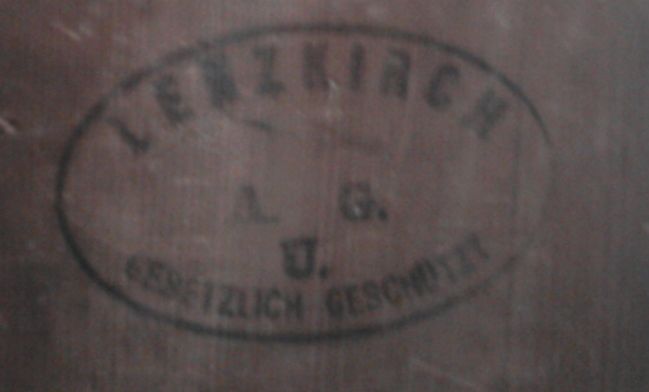 LENZKIRCH
A. G.
U.
GESETZLICH GESCHÜTZT